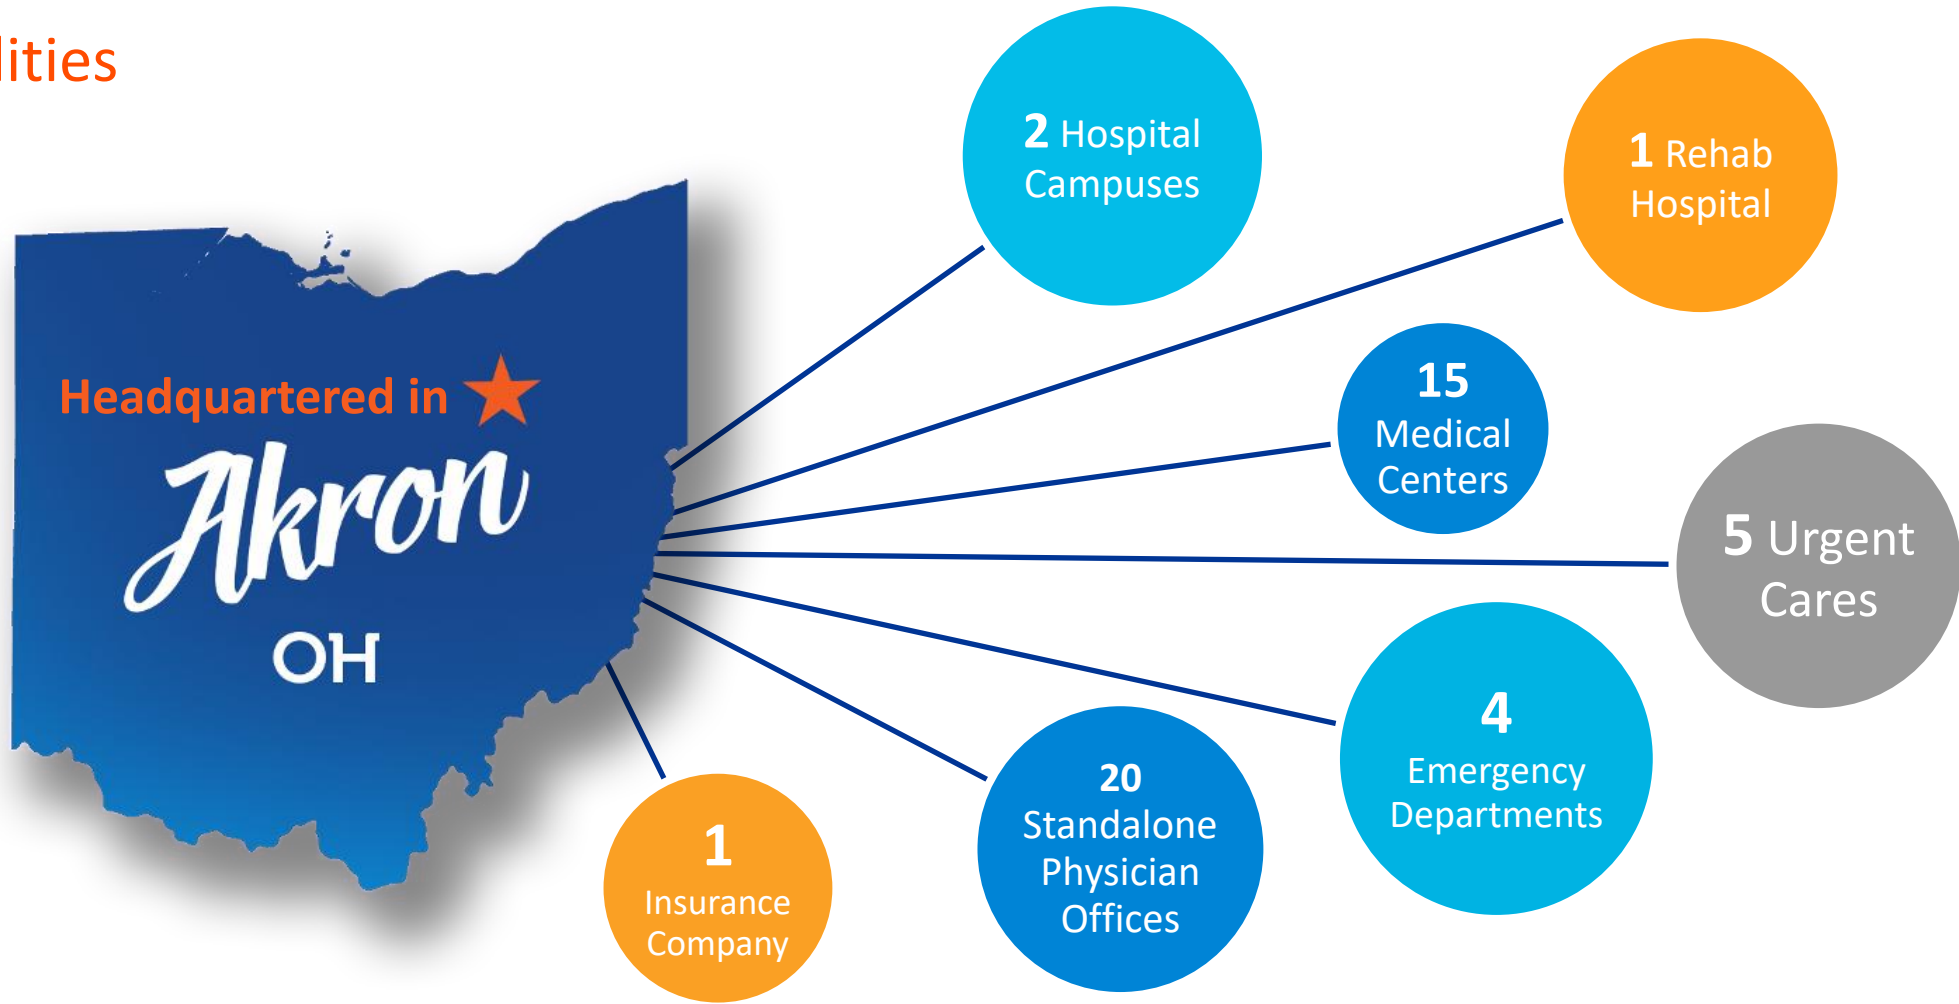 lities
2 Hospital
Campuses
1 Rehab
Hospital
Headquartered in
Akron
OH
15
Medical
Centers
5 Urgent
Cares
4
Emergency
Departments
20
Standalone
Physician
Offices
1
Insurance
Company